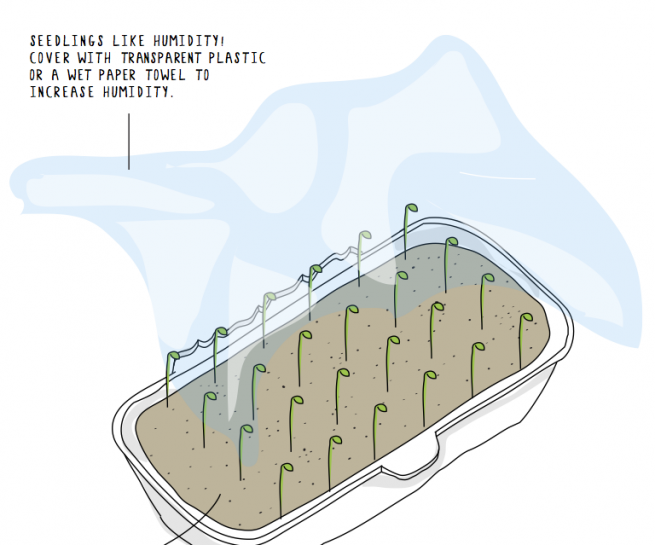 SEEDLINGS LIKE HUMIDITY!
COVER WITH TRANSPARENT PLASTIC
OR A WET PAPER TOWEL TO
INCREASE HUMIDITY.